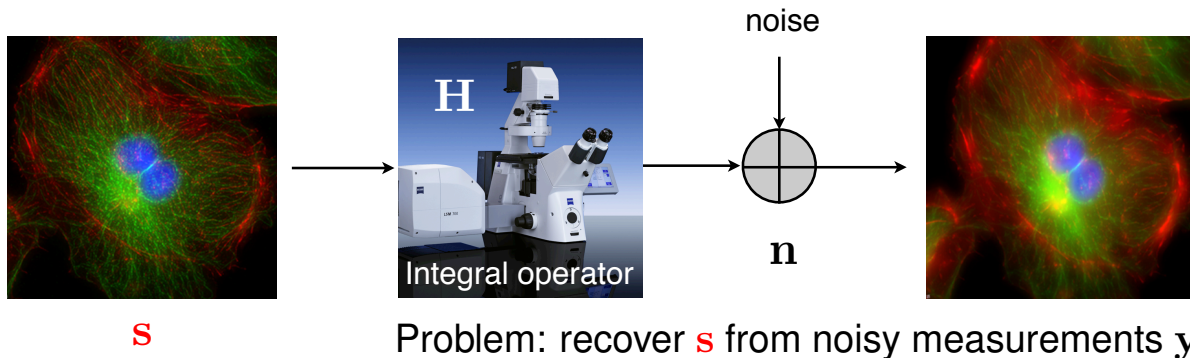 noise
H
Integral operator
n
s
Problem: recover s from noisy measurements y